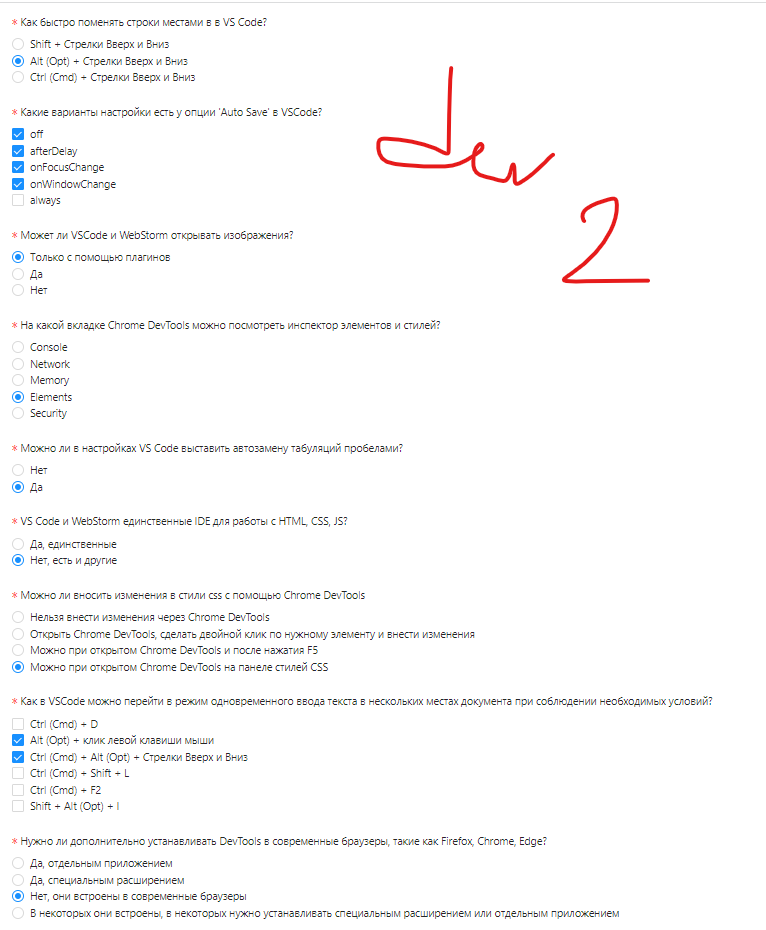 * Как быстро поменять строки местами в в VS Code?
Shift + Стрелки Вверх и Вниз
Alt (Opt) + Стрелки Вверх и Вниз
Ctrl (Cmd) + Стрелки Вверх и Вниз
* Какие варианты настройки есть у опции 'Auto Save' в VSCode?
off
afterDelay
onFocusChange
onWindowChange
always
dev
2
* Может ли VSCode и WebStorm открывать изображения?
Только с помощью плагинов
Да
Нет
* На какой вкладке Chrome DevTools можно посмотреть инспектор элементов и стилей?
Console
Network
Memory
Elements
Security
* Можно ли в настройках VS Code выставить автозамену табуляций пробелами?
Нет
Да
* VS Code и WebStorm единственные IDE для работы с HTML, CSS, JS?
Да, единственные
Нет, есть и другие
* Можно ли вносить изменения в стили css с помощью Chrome DevTools
Нельзя внести изменения через Chrome DevTools
Открыть Chrome DevTools, сделать двойной клик по нужному элементу и внести изменения
Можно при открытом Chrome DevTools и после нажатия F5
Можно при открытом Chrome DevTools на панеле стилей CSS
* Как в VSCode можно перейти в режим одновременного ввода текста в нескольких местах документа при соблюдении необходимых условий?
Ctrl (Cmd) + D
Alt (Opt) + клик левой клавиши мыши
Ctrl (Cmd) + Alt (Opt) + Стрелки Вверх и Вниз
Ctrl (Cmd) + Shift + L
Ctrl (Cmd) + F2
Shift + Alt (Opt) + I
* Нужно ли дополнительно устанавливать DevTools в современные браузеры, такие как Firefox, Chrome, Edge?
Да, отдельным приложением
Да, специальным расширением
Нет, они встроены в современные браузеры
В некоторых они встроены, в некоторых нужно устанавливать специальным расширением или отдельным приложением